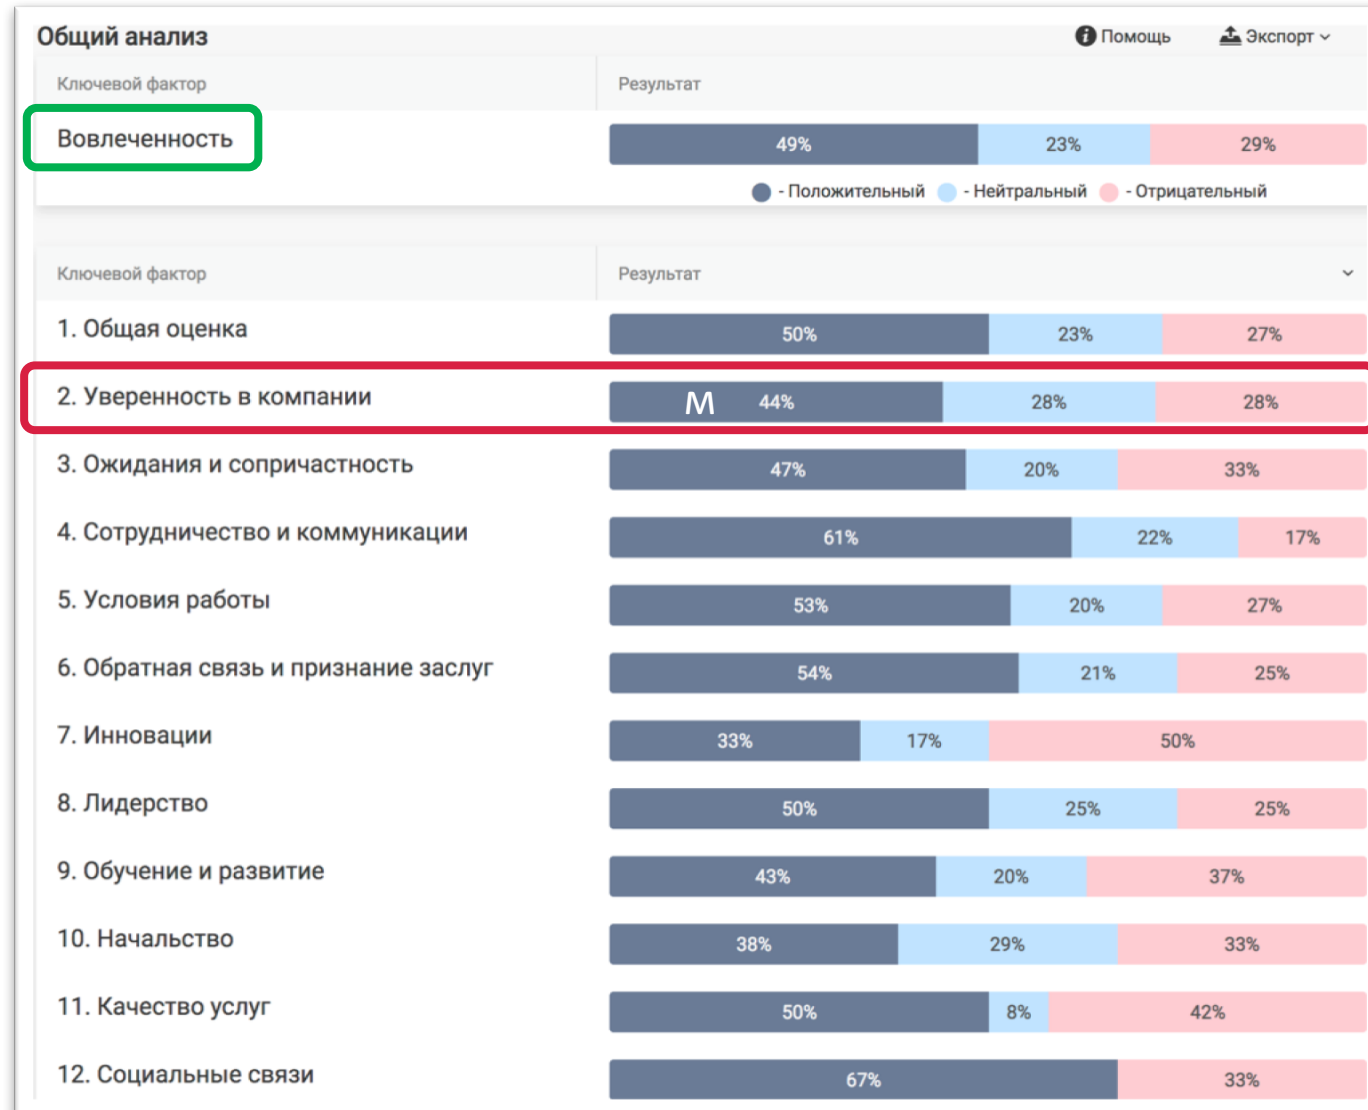 Общий анализ Помощь Экспорт
Ключевой фактор Результат
Вовлеченность 49% 23% 29%
- Положительный - Нейтральный - Отрицательный
Ключевой фактор Результат
1. Общая оценка 50% 23% 27%
2. Уверенность в компании М 44% 28% 28%
3. Ожидания и сопричастность 47% 20% 33%
4. Сотрудничество и коммуникации 61% 22% 17%
5. Условия работы 53% 20% 27%
6. Обратная связь и признание заслуг 54% 21% 25%
7. Инновации 33% 17% 50%
8. Лидерство 50% 25% 25%
9. Обучение и развитие 43% 20% 37%
10. Начальство 38% 29% 33%
11. Качество услуг 50% 8% 42%
12. Социальные связи 67% 33%